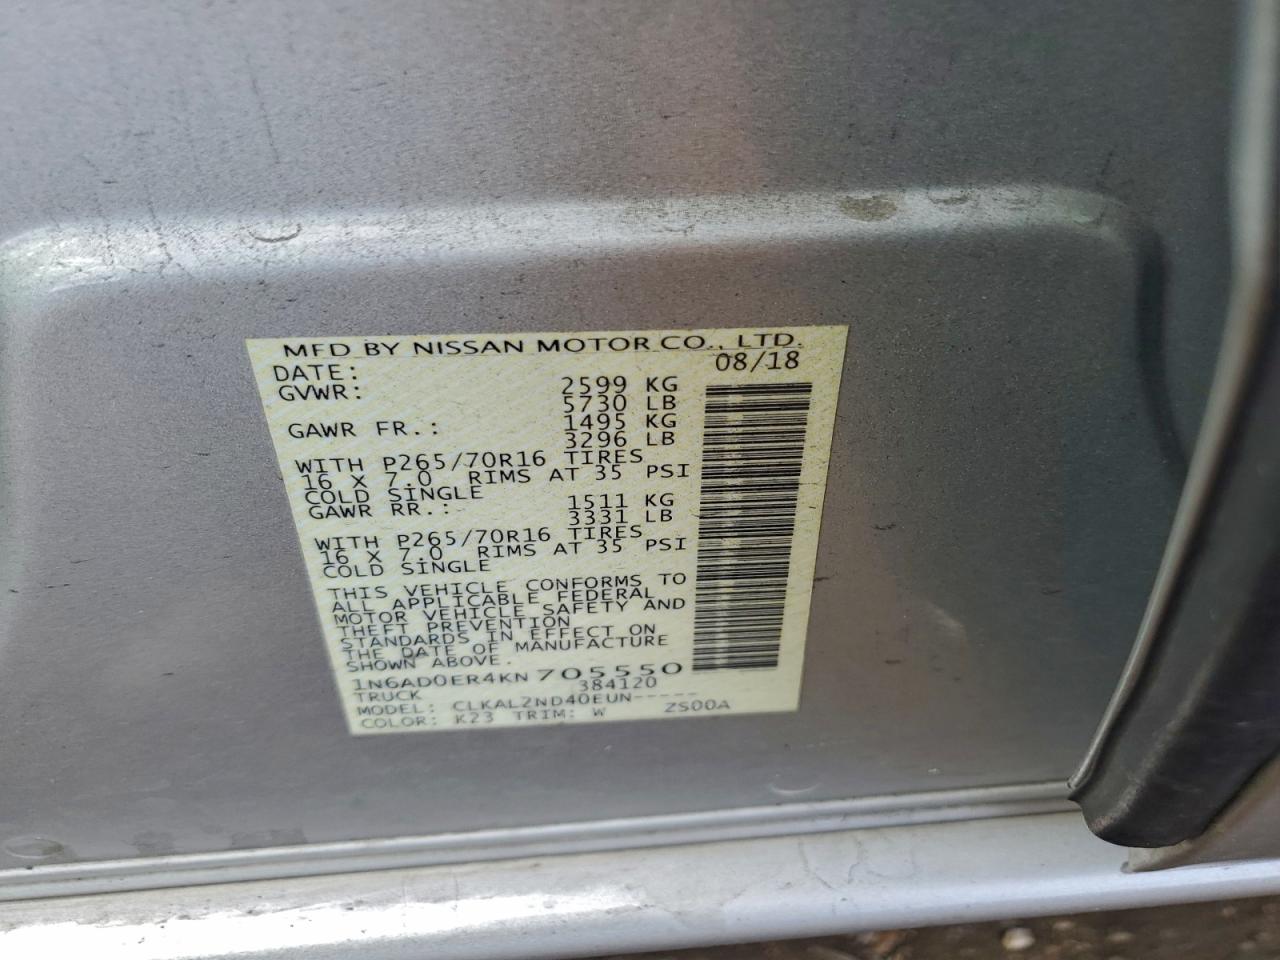 MFD BY NISSAN MOTOR CO., LTD.
DATE: 08/18
GVWR: 2599 KG
5730 LB
GAWR FR.: 1495 KG
3296 LB
WITH P265/70R16 TIRES
16 X 7.0 RIMS AT 35 PSI
COLD SINGLE
GAWR RR.: 1511 KG
3331 LB
WITH P265/70R16 TIRES
16 X 7.0 RIMS AT 35 PSI
COLD SINGLE
THIS VEHICLE CONFORMS TO
ALL APPLICABLE FEDERAL
MOTOR VEHICLE SAFETY AND
THEFT PREVENTION
STANDARDS IN EFFECT ON
THE DATE OF MANUFACTURE
SHOWN ABOVE.
1N6AD0ER4KN705550
TRUCK 384120
MODEL: CLKALZND40EUN-----
COLOR: K23 TRIM: W ZS00A